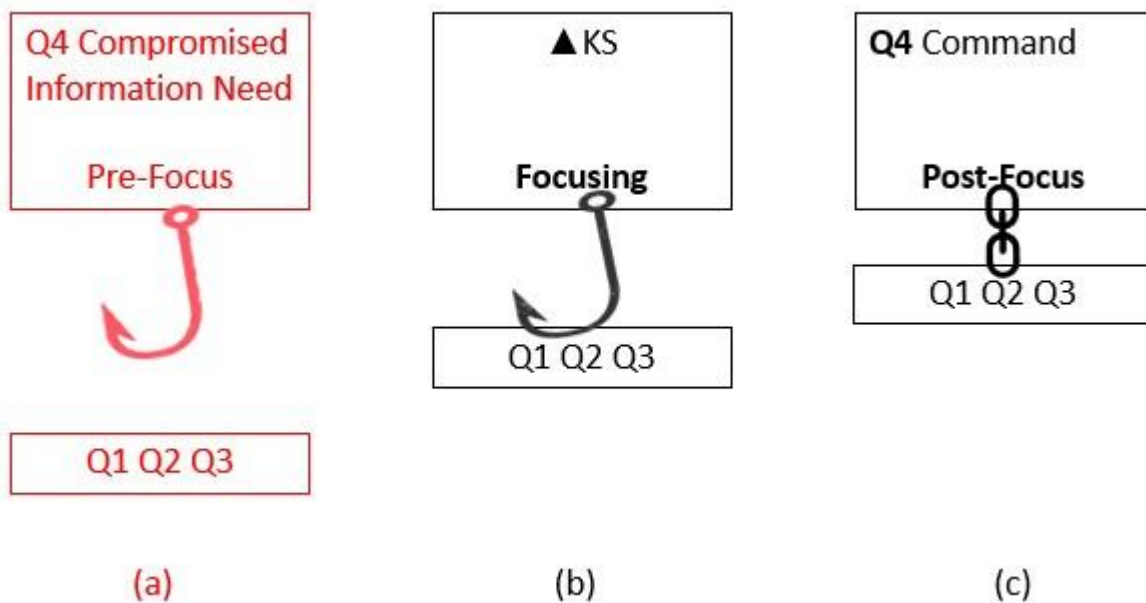 Q4 Compromised
Information Need
Pre-Focus
Q1 Q2 Q3
(a)
▲KS
Focusing
Q1 Q2 Q3
(b)
Q4 Command
Post-Focus
Q1 Q2 Q3
(c)